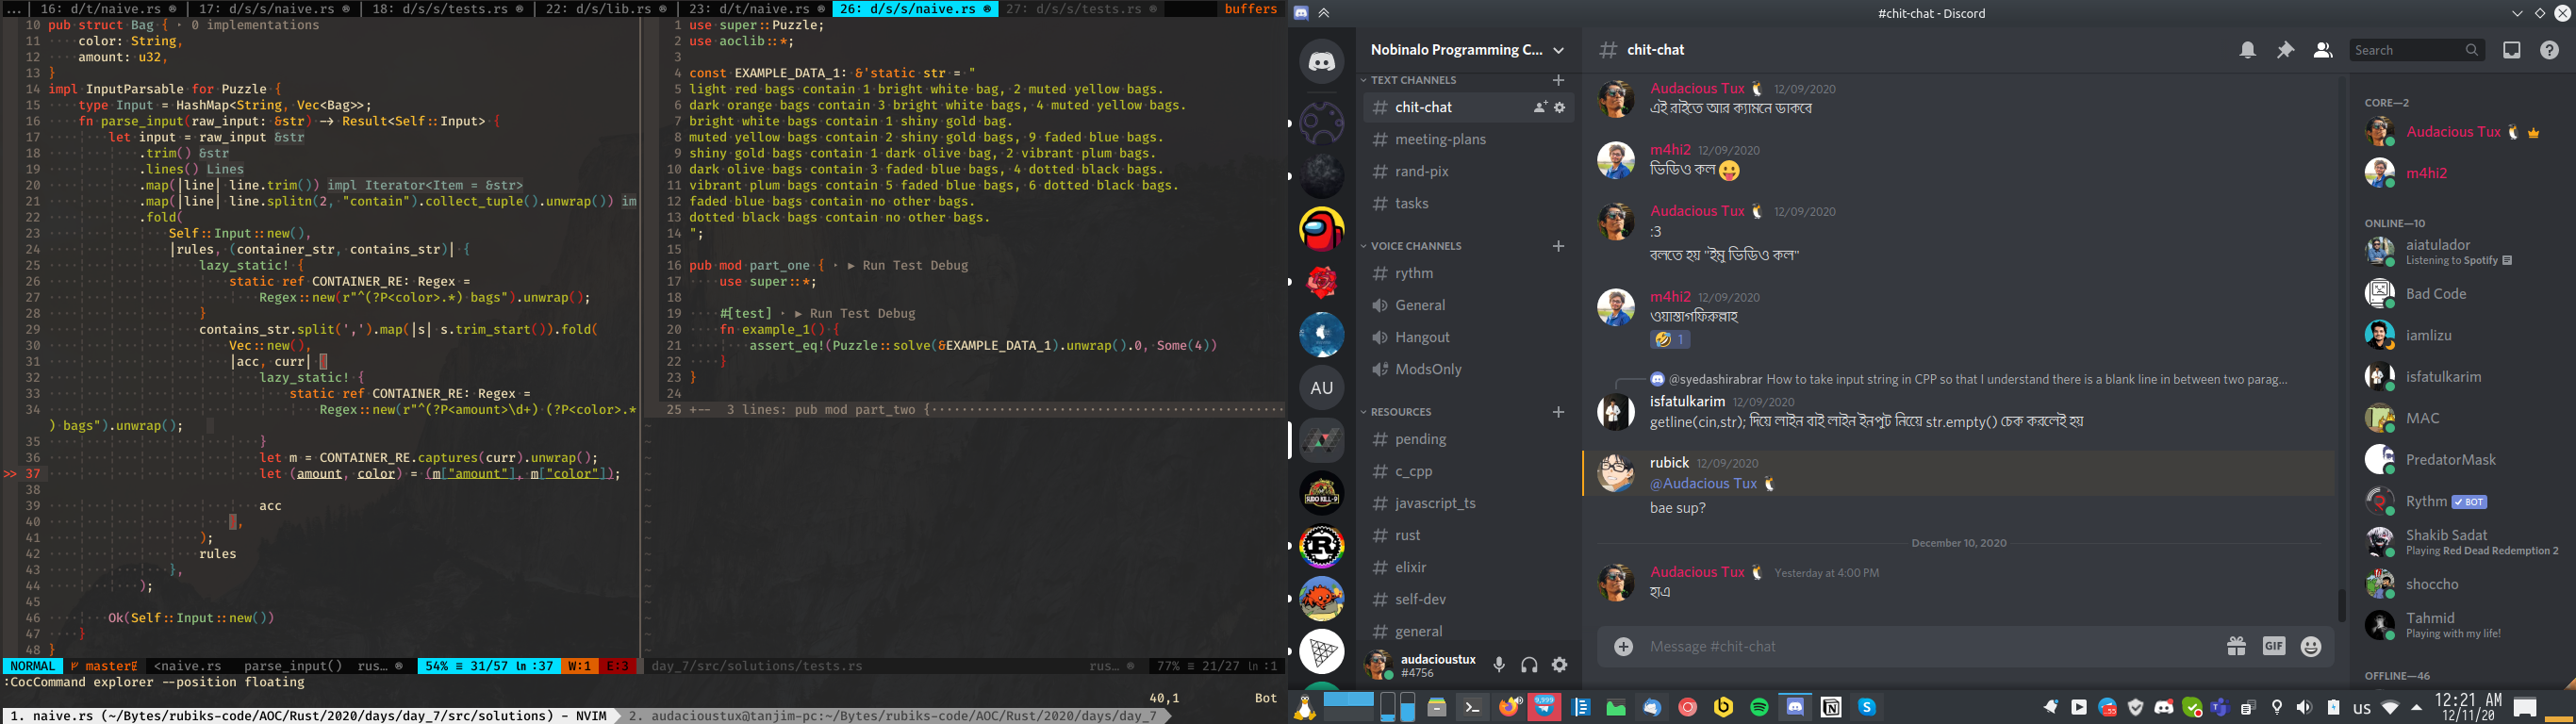 ... | 16: d/t/naive.rs ® | 17: d/s/naive.rs ® | 18: d/s/s/tests.rs ® | 22: d/s/lib.rs ® | 23: d/t/naive.rs ® 26: d/s/s/naive.rs ® 27: d/s/s/tests.rs ® buffers
10 pub struct Bag { · 0 implementations
11 color: String,
12 amount: u32,
13 }
14 impl InputParsable for Puzzle {
15 type Input = HashMap<String, Vec<Bag>>;
16 fn parse_input(raw_input: &str) → Result<Self::Input> {
17 let input = raw_input &str
18 .trim() &str
19 .lines() Lines
20 .map(|line| line.trim()) impl Iterator<Item = &str>
21 .map(|line| line.splitn(2, "contain").collect_tuple().unwrap()) im
22 .fold(
23 Self::Input::new(),
24 |rules, (container_str, contains_str)| {
25 lazy_static! {
26 static ref CONTAINER_RE: Regex =
27 Regex::new(r"^(?P<color>.*) bags").unwrap();
28 }
29 contains_str.split(',').map(|s| s.trim_start()).fold(
30 Vec::new(),
31 |acc, curr| {
32 lazy_static! {
33 static ref CONTAINER_RE: Regex =
34 Regex::new(r"^(?P<amount>\d+) (?P<color>.*
) bags").unwrap();
35 }
36 let m = CONTAINER_RE.captures(curr).unwrap();
>> 37 let (amount, color) = (m["amount"], m["color"]);
38
39 acc
40 },
41 );
42 rules
43 },
44 );
45
46 Ok(Self::Input::new())
47 }
48 }
NORMAL master <naive.rs parse_input() rus… ® 54% ≡ 31/57 ln :37 W:1 E:3
:CocCommand explorer --position floating
1 use super::Puzzle;
2 use aoclib::*;
3
4 const EXAMPLE_DATA_1: &'static str = "
5 light red bags contain 1 bright white bag, 2 muted yellow bags.
6 dark orange bags contain 3 bright white bags, 4 muted yellow bags.
7 bright white bags contain 1 shiny gold bag.
8 muted yellow bags contain 2 shiny gold bags, 9 faded blue bags.
9 shiny gold bags contain 1 dark olive bag, 2 vibrant plum bags.
10 dark olive bags contain 3 faded blue bags, 4 dotted black bags.
11 vibrant plum bags contain 5 faded blue bags, 6 dotted black bags.
12 faded blue bags contain no other bags.
13 dotted black bags contain no other bags.
14 ";
15
16 pub mod part_one { · ▶ Run Test Debug
17 use super::*;
18
19 #[test] · ▶ Run Test Debug
20 fn example_1() {
21 assert_eq!(Puzzle::solve(&EXAMPLE_DATA_1).unwrap().0, Some(4))
22 }
23 }
24
25 +-- 3 lines: pub mod part_two {
day_7/src/solutions/tests.rs rus… ® 77% ≡ 21/27 ln :1
40,1 Bot
1. naive.rs (~/Bytes/rubiks-code/AOC/Rust/2020/days/day_7/src/solutions) - NVIM 2. audacioustux@tanjim-pc:~/Bytes/rubiks-code/AOC/Rust/2020/days/day_7
#chit-chat - Discord
Nobinalo Programming C...
TEXT CHANNELS
# chit-chat
# meeting-plans
# rand-pix
# tasks
VOICE CHANNELS
# rythm
General
Hangout
ModsOnly
RESOURCES
# pending
# c_cpp
# javascript_ts
# rust
# elixir
# self-dev
# general
AU
SUDO KILL-9
audacioustux
#4756
# chit-chat
Search
Audacious Tux 🐧 12/09/2020
এই রাইতে আর ক্যামনে ডাকবে
m4hi2 12/09/2020
ভিডিও কল 😛
Audacious Tux 🐧 12/09/2020
:3
বলতে হয় "ইমু ভিডিও কল"
m4hi2 12/09/2020
ওয়াস্তাগফিরুল্লাহ
🤣 1
@syedashirabrar How to take input string in CPP so that I understand there is a blank line in between two parag...
isfatulkarim 12/09/2020
getline(cin,str); দিয়ে লাইন বাই লাইন ইনপুট নিয়ে str.empty() চেক করলেই হয়
rubick 12/09/2020
@Audacious Tux 🐧
bae sup?
December 10, 2020
Audacious Tux 🐧 Yesterday at 4:00 PM
হাএ
Message #chit-chat
GIF
CORE—2
Audacious Tux 🐧
m4hi2
ONLINE—10
aiatulador
Listening to Spotify
Bad Code
iamlizu
isfatulkarim
MAC
PredatorMask
Rythm ✓ BOT
Shakib Sadat
Playing Red Dead Redemption 2
shoccho
Tahmid
Playing with my life!
OFFLINE—46
9,999
us
12:21 AM
12/11/20